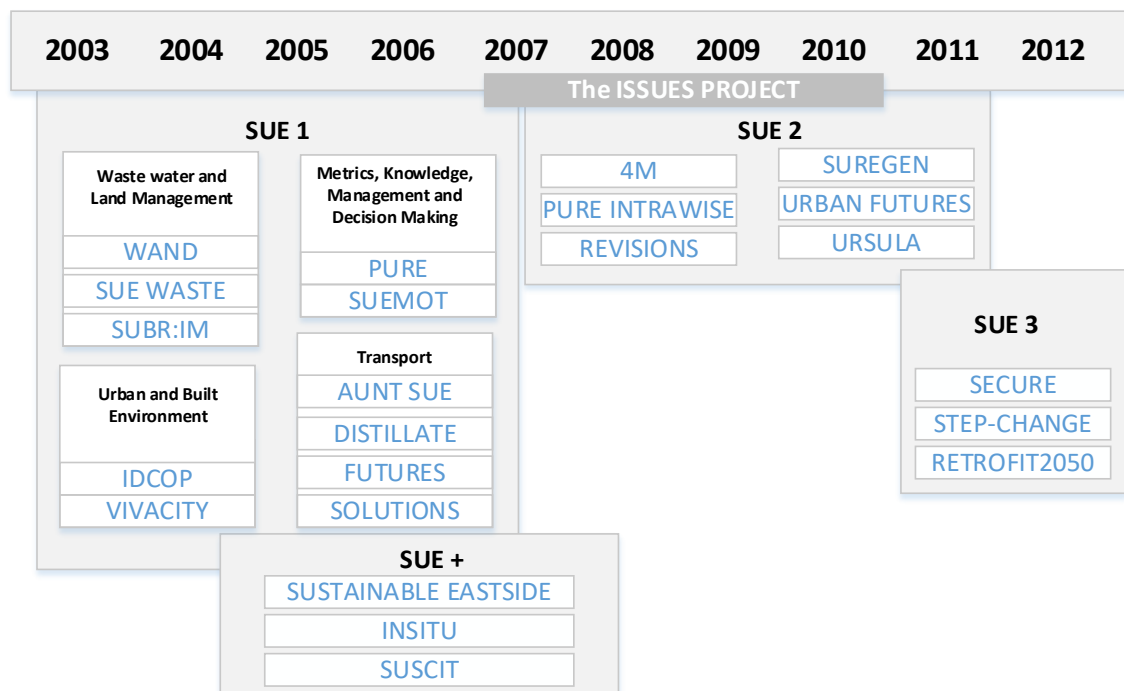 2003 2004 2005 2006 2007 2008 2009 2010 2011 2012
The ISSUES PROJECT
SUE 1
Waste water and
Land Management
WAND
SUE WASTE
SUBR:IM
Urban and Built
Environment
IDCOP
VIVACITY
Metrics, Knowledge,
Management and
Decision Making
PURE
SUEMOT
Transport
AUNT SUE
DISTILLATE
FUTURES
SOLUTIONS
SUE +
SUSTAINABLE EASTSIDE
INSITU
SUSCIT
SUE 2
4M
PURE INTRAWISE
REVISIONS
SUREGEN
URBAN FUTURES
URSULA
SUE 3
SECURE
STEP-CHANGE
RETROFIT2050